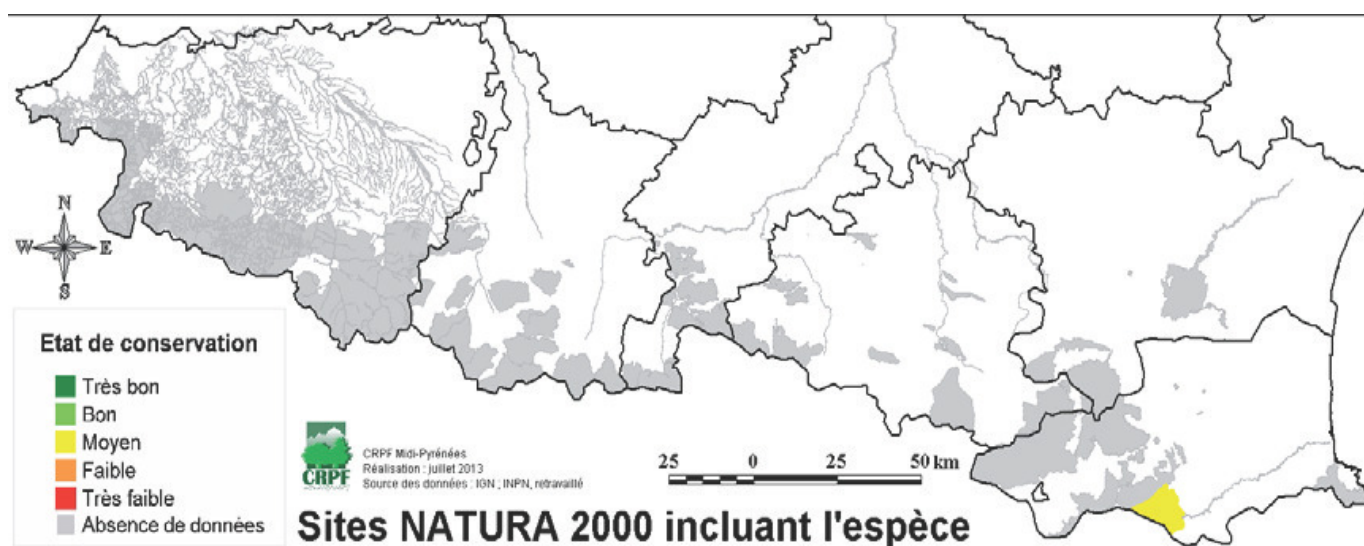 N
W E
S
Etat de conservation
Très bon
Bon
Moyen
Faible
Très faible
Absence de données
CRPF
CRPF Midi-Pyrénées
Réalisation : juillet 2013
Source des données : IGN ; INPN, retravaillé
25 0 25 50 km
Sites NATURA 2000 incluant l'espèce